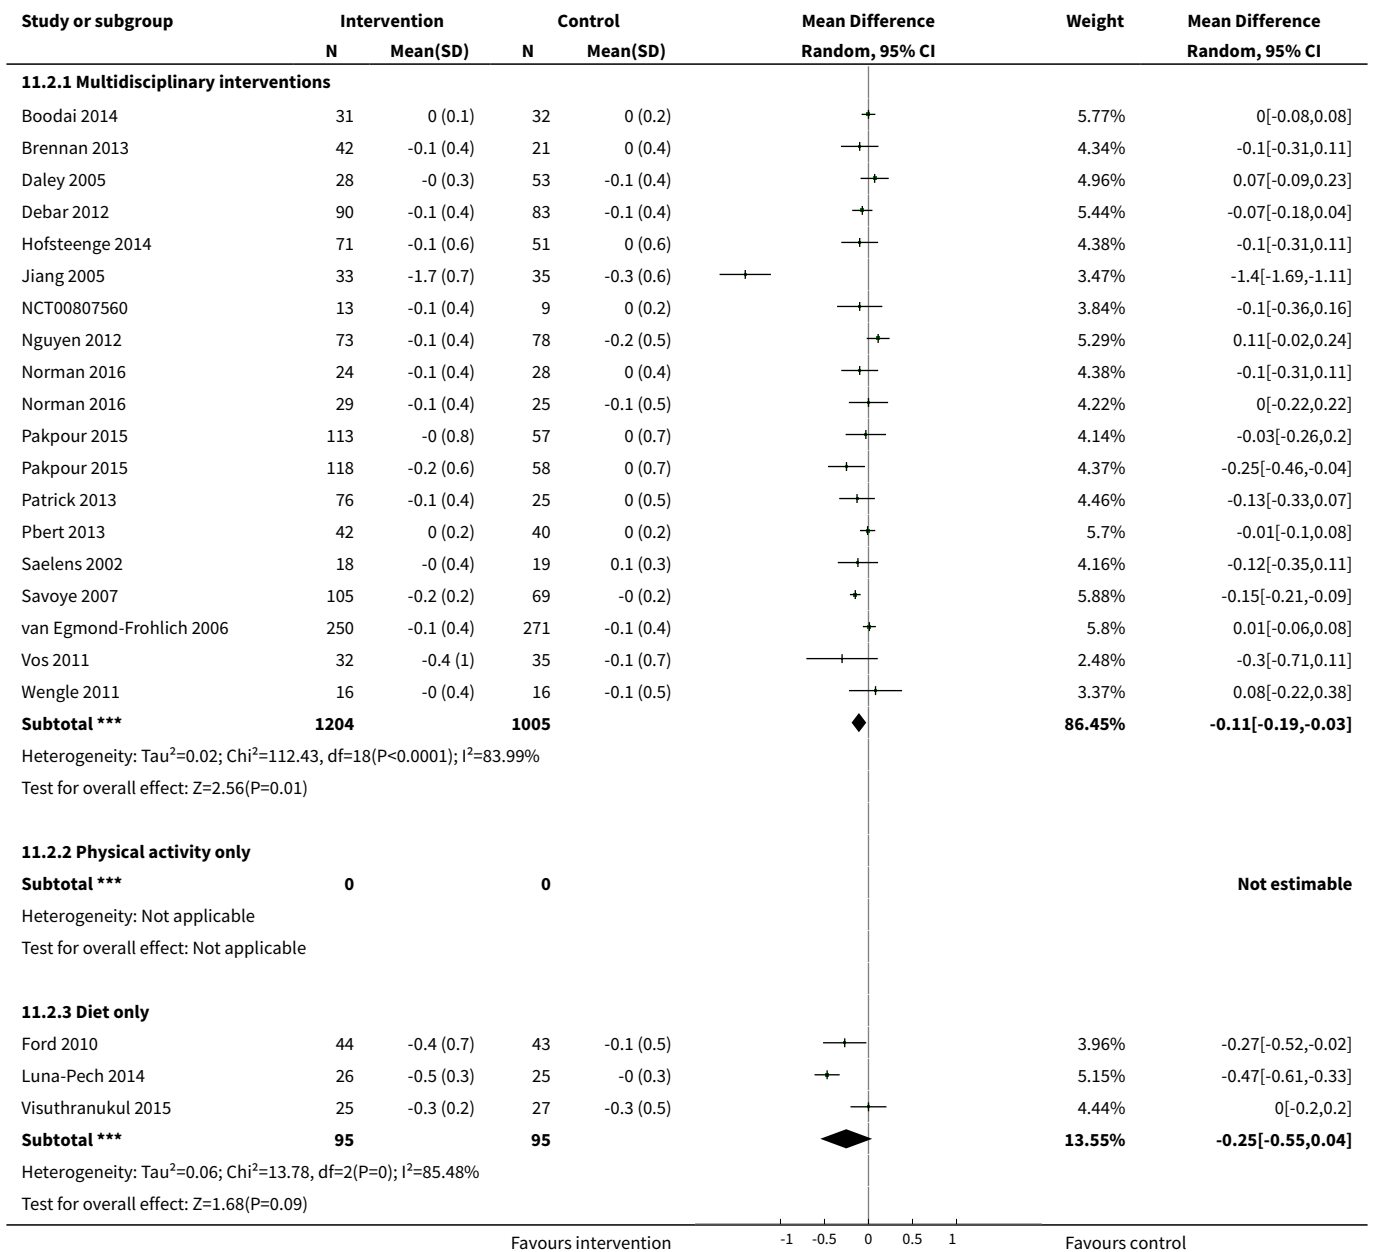 Study or subgroup Intervention Control Mean Difference Weight Mean Difference
N Mean(SD) N Mean(SD) Random, 95% CI Random, 95% CI
11.2.1 Multidisciplinary interventions
Boodai 2014 31 0 (0.1) 32 0 (0.2) 5.77% 0[-0.08,0.08]
Brennan 2013 42 -0.1 (0.4) 21 0 (0.4) 4.34% -0.1[-0.31,0.11]
Daley 2005 28 -0 (0.3) 53 -0.1 (0.4) 4.96% 0.07[-0.09,0.23]
Debar 2012 90 -0.1 (0.4) 83 -0.1 (0.4) 5.44% -0.07[-0.18,0.04]
Hofsteenge 2014 71 -0.1 (0.6) 51 0 (0.6) 4.38% -0.1[-0.31,0.11]
Jiang 2005 33 -1.7 (0.7) 35 -0.3 (0.6) 3.47% -1.4[-1.69,-1.11]
NCT00807560 13 -0.1 (0.4) 9 0 (0.2) 3.84% -0.1[-0.36,0.16]
Nguyen 2012 73 -0.1 (0.4) 78 -0.2 (0.5) 5.29% 0.11[-0.02,0.24]
Norman 2016 24 -0.1 (0.4) 28 0 (0.4) 4.38% -0.1[-0.31,0.11]
Norman 2016 29 -0.1 (0.4) 25 -0.1 (0.5) 4.22% 0[-0.22,0.22]
Pakpour 2015 113 -0 (0.8) 57 0 (0.7) 4.14% -0.03[-0.26,0.2]
Pakpour 2015 118 -0.2 (0.6) 58 0 (0.7) 4.37% -0.25[-0.46,-0.04]
Patrick 2013 76 -0.1 (0.4) 25 0 (0.5) 4.46% -0.13[-0.33,0.07]
Pbert 2013 42 0 (0.2) 40 0 (0.2) 5.7% -0.01[-0.1,0.08]
Saelens 2002 18 -0 (0.4) 19 0.1 (0.3) 4.16% -0.12[-0.35,0.11]
Savoye 2007 105 -0.2 (0.2) 69 -0 (0.2) 5.88% -0.15[-0.21,-0.09]
van Egmond-Frohlich 2006 250 -0.1 (0.4) 271 -0.1 (0.4) 5.8% 0.01[-0.06,0.08]
Vos 2011 32 -0.4 (1) 35 -0.1 (0.7) 2.48% -0.3[-0.71,0.11]
Wengle 2011 16 -0 (0.4) 16 -0.1 (0.5) 3.37% 0.08[-0.22,0.38]
Subtotal *** 1204 1005 86.45% -0.11[-0.19,-0.03]
Heterogeneity: Tau²=0.02; Chi²=112.43, df=18(P<0.0001); I²=83.99%
Test for overall effect: Z=2.56(P=0.01)
11.2.2 Physical activity only
Subtotal *** 0 0 Not estimable
Heterogeneity: Not applicable
Test for overall effect: Not applicable
11.2.3 Diet only
Ford 2010 44 -0.4 (0.7) 43 -0.1 (0.5) 3.96% -0.27[-0.52,-0.02]
Luna-Pech 2014 26 -0.5 (0.3) 25 -0 (0.3) 5.15% -0.47[-0.61,-0.33]
Visuthranukul 2015 25 -0.3 (0.2) 27 -0.3 (0.5) 4.44% 0[-0.2,0.2]
Subtotal *** 95 95 13.55% -0.25[-0.55,0.04]
Heterogeneity: Tau²=0.06; Chi²=13.78, df=2(P=0); I²=85.48%
Test for overall effect: Z=1.68(P=0.09)
Favours intervention -1 -0.5 0 0.5 1 Favours control